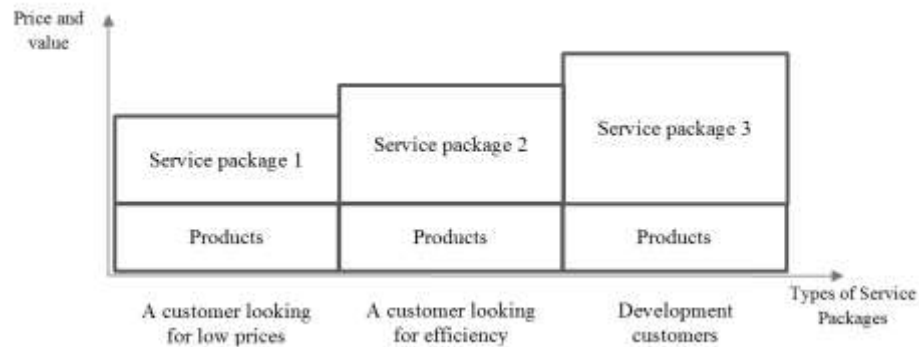 Price and
value
Service package 1
Service package 2
Service package 3
Products
Products
Products
A customer looking
for low prices
A customer looking
for efficiency
Development
customers
Types of Service
Packages